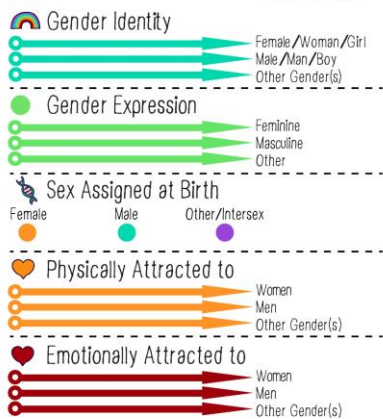 Gender Identity
Female/Woman/Girl
Male/Man/Boy
Other Gender(s)
Gender Expression
Feminine
Masculine
Other
Sex Assigned at Birth
Female Male Other/Intersex
Physically Attracted to
Women
Men
Other Gender(s)
Emotionally Attracted to
Women
Men
Other Gender(s)